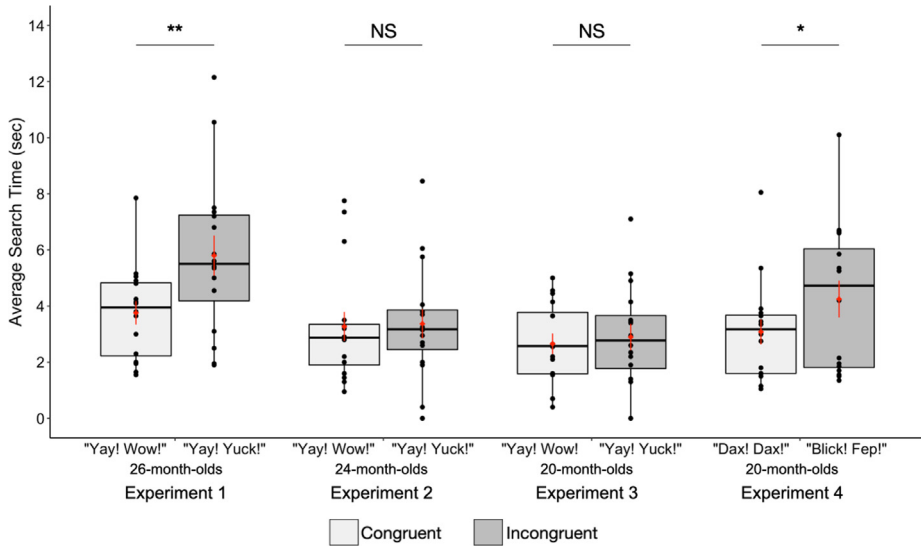 14
12
10
8
6
4
2
0
Average Search Time (sec)
**
NS
NS
*
"Yay! Wow!" "Yay! Yuck!" "Yay! Wow!" "Yay! Yuck!" "Yay! Wow! "Yay! Yuck!" "Dax! Dax!" "Blick! Fep!"
26-month-olds 24-month-olds 20-month-olds 20-month-olds
Experiment 1 Experiment 2 Experiment 3 Experiment 4
Congruent Incongruent